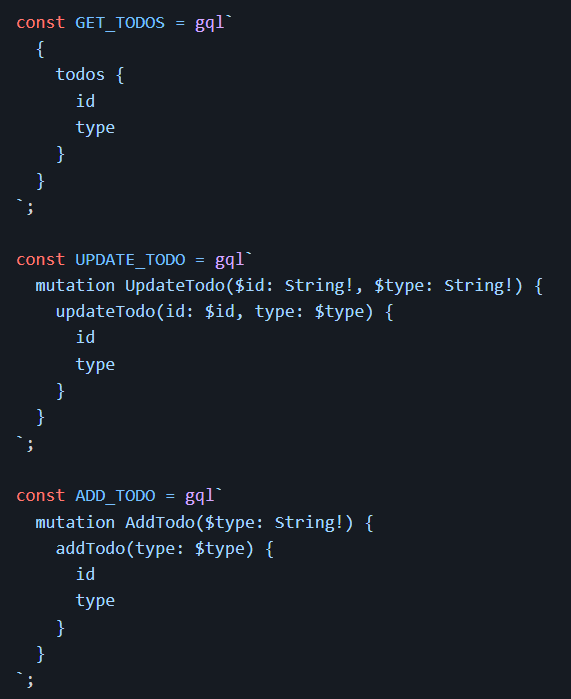 const GET_TODOS = gql`
  {
    todos {
      id
      type
    }
  }
`;

const UPDATE_TODO = gql`
  mutation UpdateTodo($id: String!, $type: String!) {
    updateTodo(id: $id, type: $type) {
      id
      type
    }
  }
`;

const ADD_TODO = gql`
  mutation AddTodo($type: String!) {
    addTodo(type: $type) {
      id
      type
    }
  }
`;